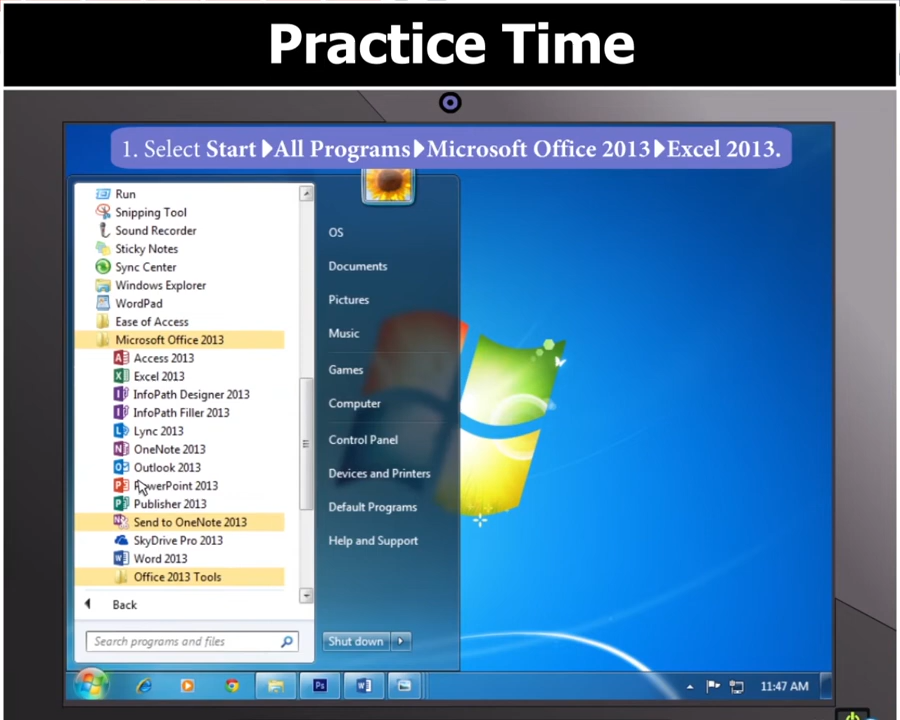 Practice Time
1. Select Start▶All Programs▶Microsoft Office 2013▶Excel 2013.
Run
Snipping Tool
Sound Recorder
Sticky Notes
Sync Center
Windows Explorer
WordPad
Ease of Access
Microsoft Office 2013
Access 2013
Excel 2013
InfoPath Designer 2013
InfoPath Filler 2013
Lync 2013
OneNote 2013
Outlook 2013
PowerPoint 2013
Publisher 2013
Send to OneNote 2013
SkyDrive Pro 2013
Word 2013
Office 2013 Tools
Back
Search programs and files
OS
Documents
Pictures
Music
Games
Computer
Control Panel
Devices and Printers
Default Programs
Help and Support
Shut down
11:47 AM